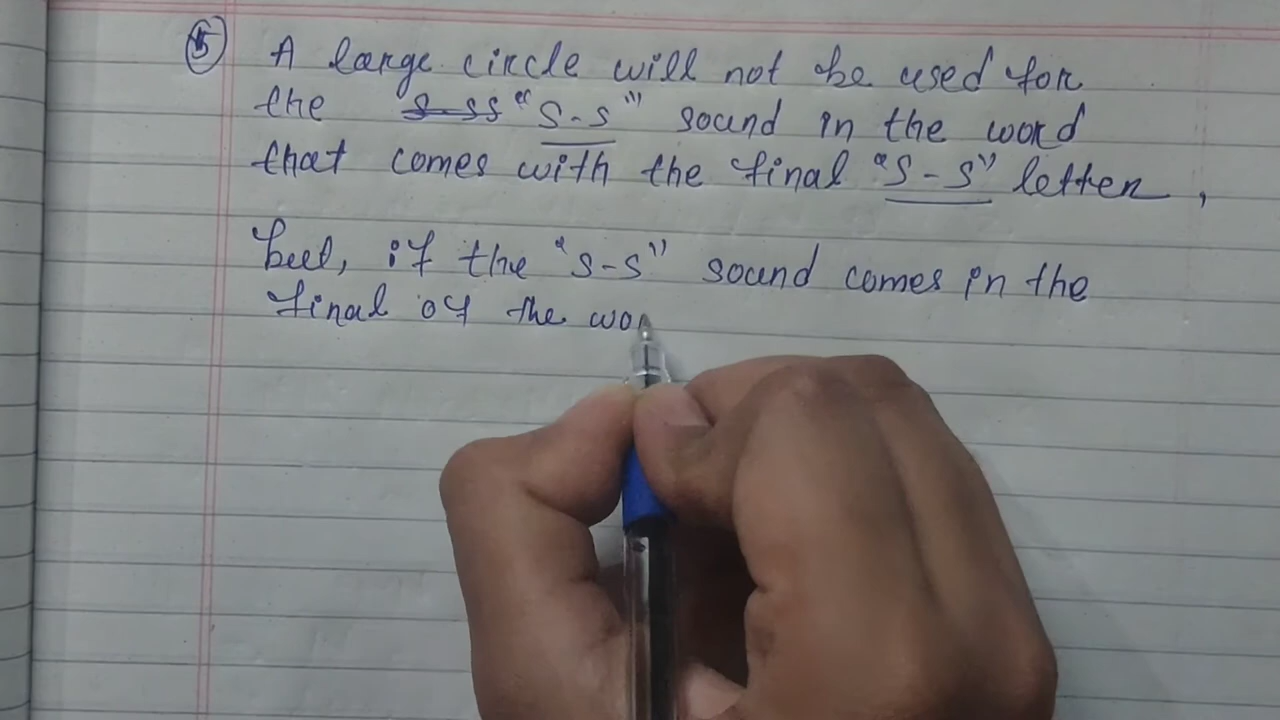 ⑤ A large circle will not be used for
the "s-s" sound in the word
that comes with the final "s-s" letter,
but, if the "s-s" sound comes in the
final of the wor